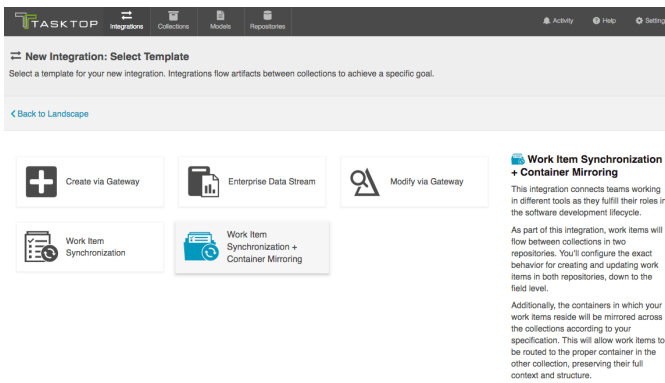 TASKTOP
Integrations
Collections
Models
Repositories
Activity
Help
Setting
New Integration: Select Template
Select a template for your new integration. Integrations flow artifacts between collections to achieve a specific goal.
Back to Landscape
Create via Gateway
Enterprise Data Stream
Modify via Gateway
Work Item
Synchronization
Work Item
Synchronization +
Container Mirroring
Work Item Synchronization
+ Container Mirroring
This integration connects teams working
in different tools as they fulfill their roles in
the software development lifecycle.
As part of this integration, work items will
flow between collections in two
repositories. You'll configure the exact
behavior for creating and updating work
items in both repositories, down to the
field level.
Additionally, the containers in which your
work items reside will be mirrored across
the collections according to your
specification. This will allow work items to
be routed to the proper container in the
other collection, preserving their full
context and structure.